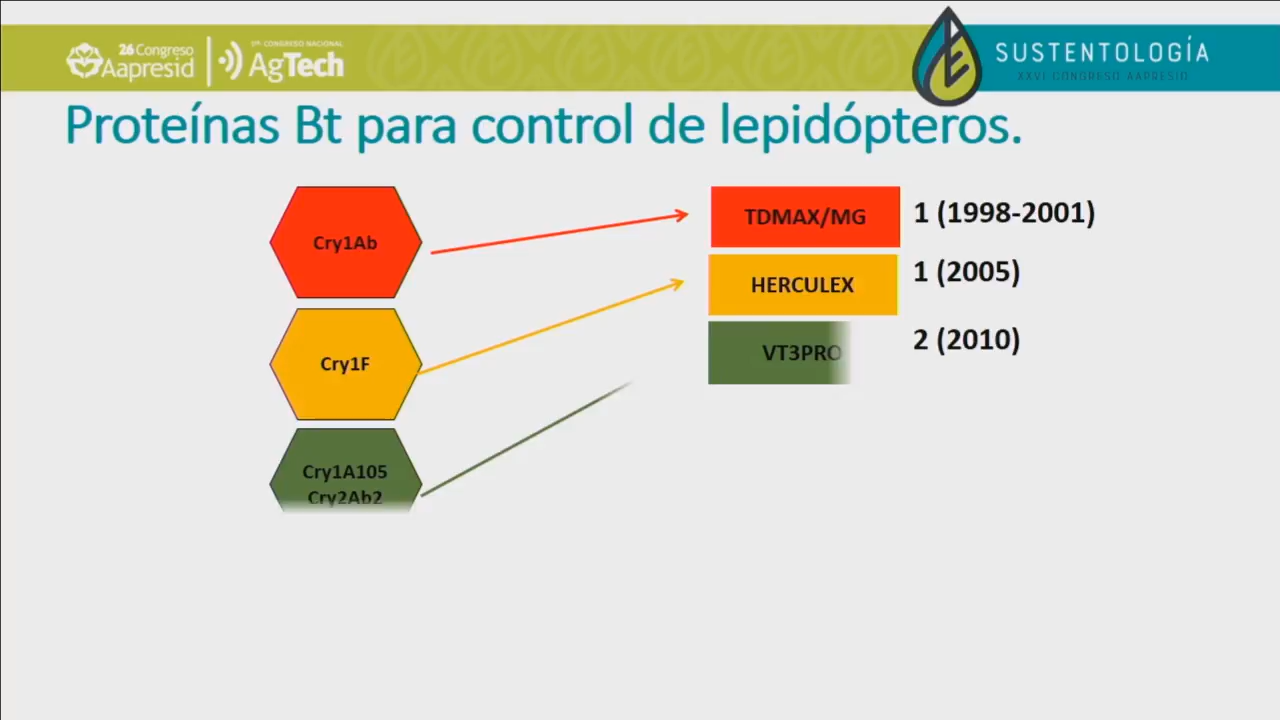 26 Congreso
Aapresid
1er. CONGRESO NACIONAL
AgTech
SUSTENTOLOGÍA
XXVI CONGRESO AAPRESID
Proteínas Bt para control de lepidópteros.
Cry1Ab
TDMAX/MG
1 (1998-2001)
Cry1F
HERCULEX
1 (2005)
Cry1A105
Cry2Ab2
VT3PRO
2 (2010)